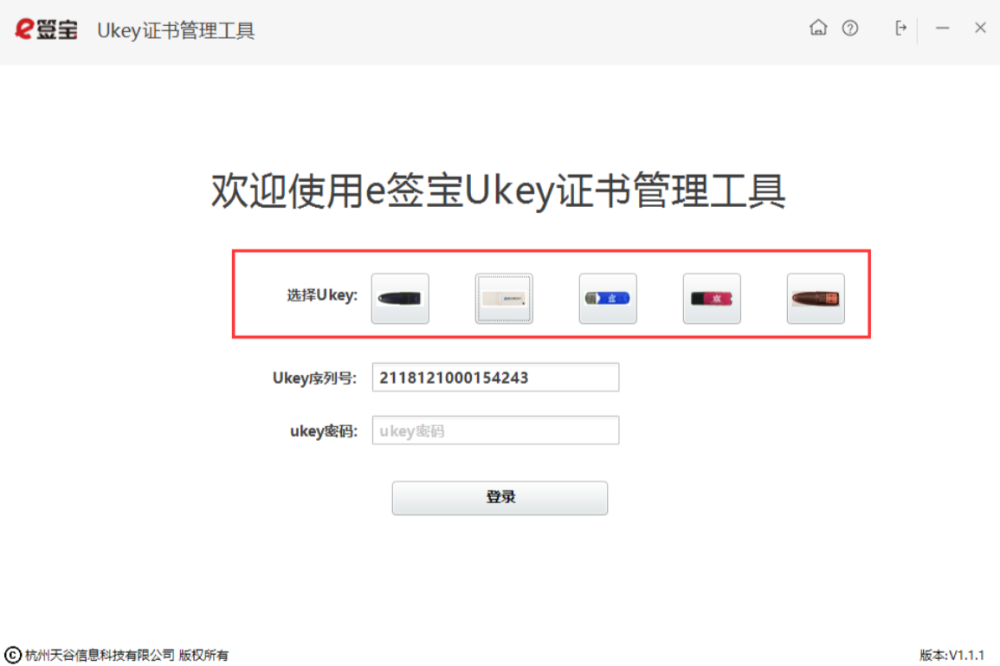 e签宝 Ukey证书管理工具
欢迎使用e签宝Ukey证书管理工具
选择Ukey:
Ukey序列号: 2118121000154243
ukey密码: ukey密码
登录
©杭州天谷信息科技有限公司 版权所有 版本:V1.1.1